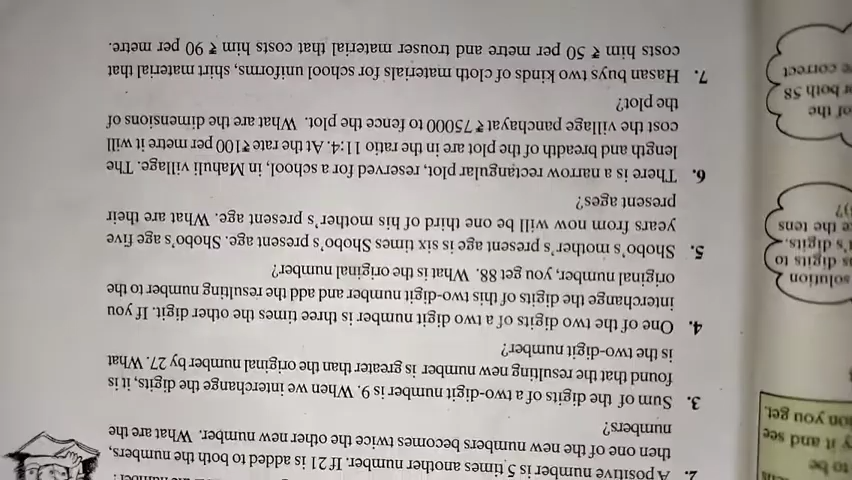 2. A positive number is 5 times another number. If 21 is added to both the numbers,
then one of the new numbers becomes twice the other new number. What are the
numbers?
3. Sum of the digits of a two-digit number is 9. When we interchange the digits, it is
found that the resulting new number is greater than the original number by 27. What
is the two-digit number?
4. One of the two digits of a two digit number is three times the other digit. If you
interchange the digits of this two-digit number and add the resulting number to the
original number, you get 88. What is the original number?
5. Shobo's mother's present age is six times Shobo's present age. Shobo's age five
years from now will be one third of his mother's present age. What are their
present ages?
6. There is a narrow rectangular plot, reserved for a school, in Mahuli village. The
length and breadth of the plot are in the ratio 11:4. At the rate ₹100 per metre it will
cost the village panchayat ₹ 75000 to fence the plot. What are the dimensions of
the plot?
7. Hasan buys two kinds of cloth materials for school uniforms, shirt material that
costs him ₹ 50 per metre and trouser material that costs him ₹ 90 per metre.
to be
y it and see
you get.
solution
digits to
's digits.
the tens
of the
both 58
correct